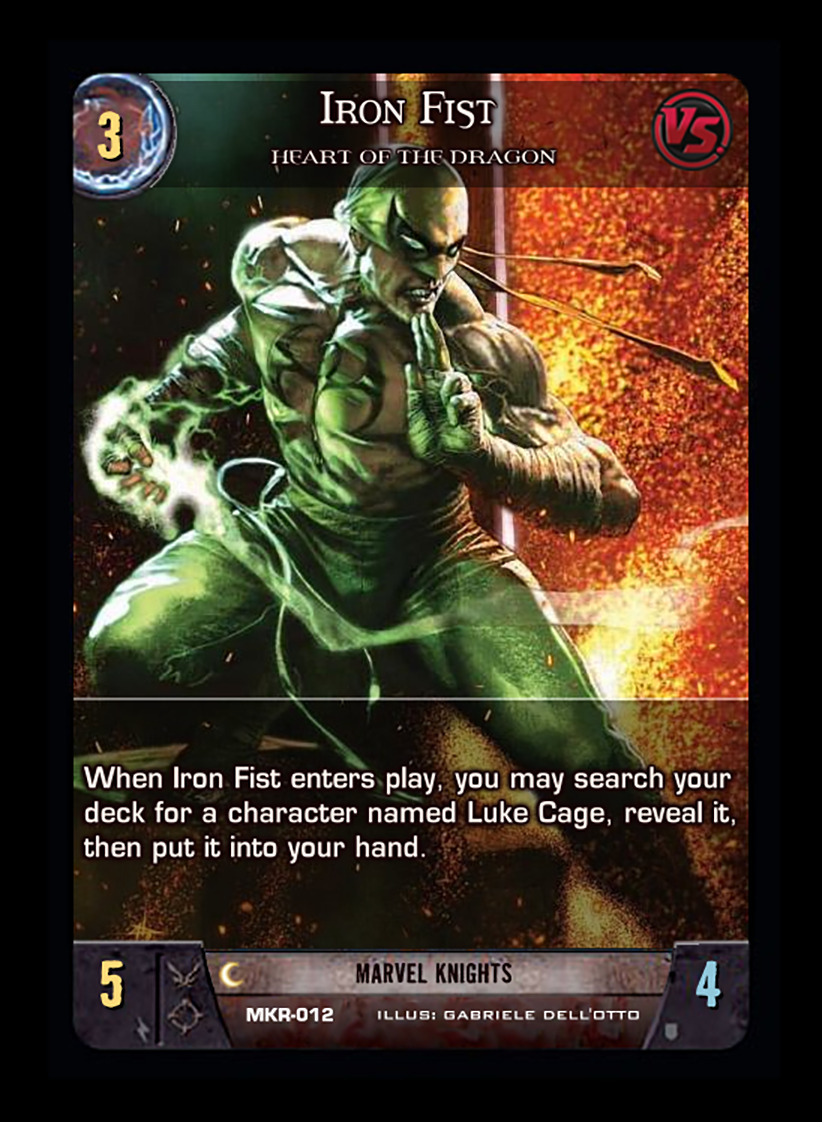 3
Iron Fist
VS.
HEART OF THE DRAGON
When Iron Fist enters play, you may search your
deck for a character named Luke Cage, reveal it,
then put it into your hand.
5
MARVEL KNIGHTS
4
MKR-012 ILLUS: GABRIELE DELL'OTTO